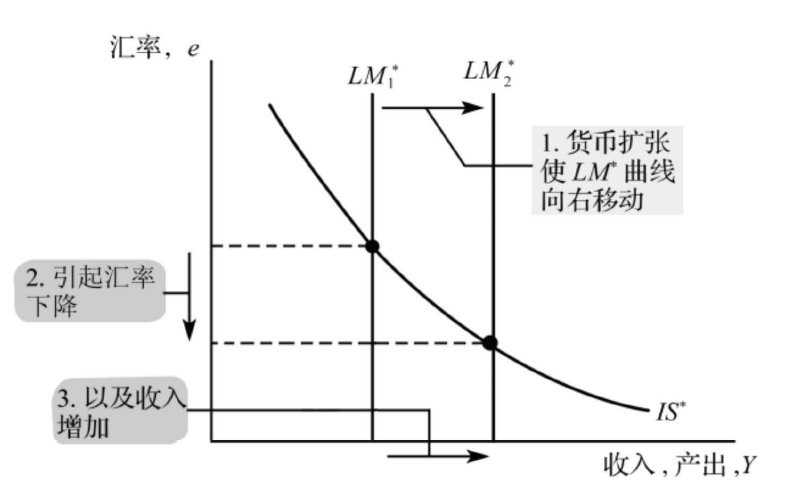 汇率，e
LM₁*
LM₂*
1. 货币扩张
使 LM* 曲线
向右移动
2. 引起汇率
下降
3. 以及收入
增加
IS*
收入，产出，Y